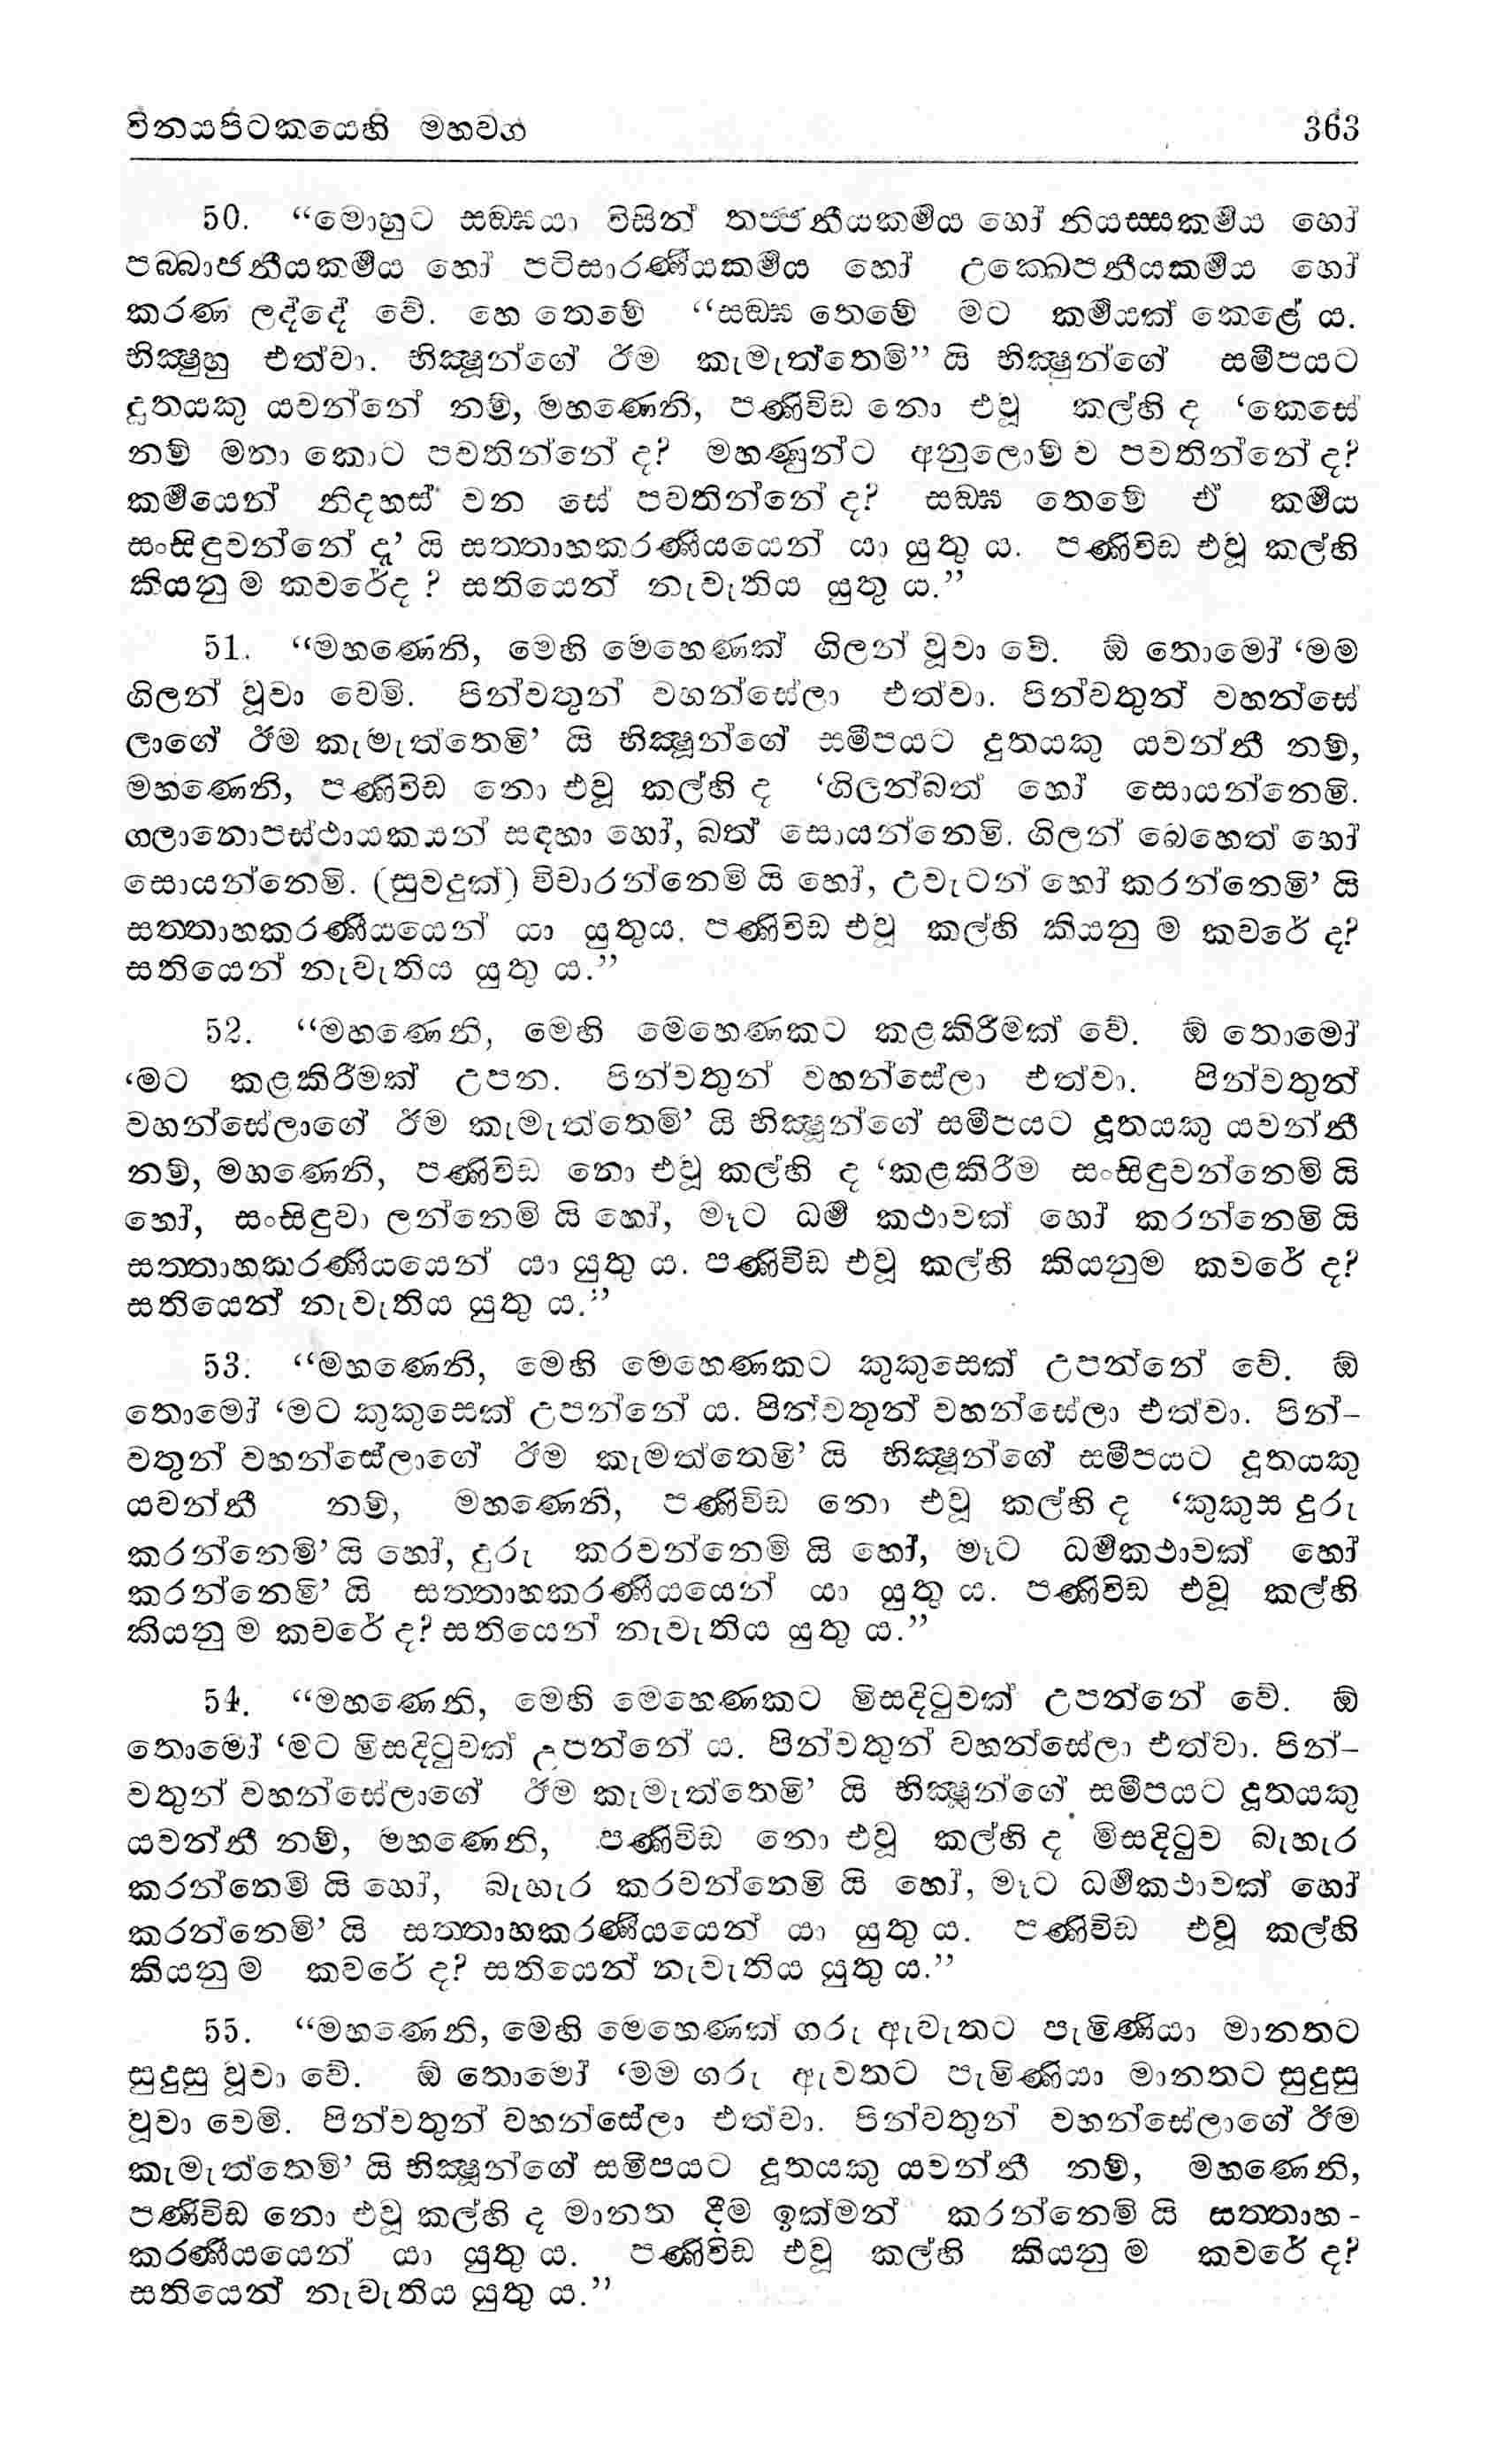 විනයපිටකයෙහි මහවග 363
50. “මොහුට සඞ්ඝයා විසින් තජ්ජනීයකර්මය හෝ නියස්සකර්මය හෝ
පබ්බාජනීයකර්මය හෝ පටිසාරණීයකර්මය හෝ උක්ඛෙපනීයකර්මය හෝ
කරණ ලද්දේ වේ. හෙ තෙමේ “සඞ්ඝ තෙමේ මට කර්මයක් කෙළේ ය.
භික්‍ෂුහු එත්වා. භික්‍ෂූන්ගේ ඊම කැමැත්තෙමි” යි භික්‍ෂුන්ගේ සමීපයට
දූතයකු යවන්නේ නම්, මහණෙනි, පණිවිඩ නො එවූ කල්හි ද ‘කෙසේ
නම් මනා කොට පවතින්නේ ද? මහණුන්ට අනුලොම් ව පවතින්නේ ද?
කර්මයෙන් නිදහස් වන සේ පවතින්නේ ද? සඞ්ඝ තෙමේ ඒ කර්මය
සංසිඳුවන්නේ දැ’ යි සත්තාහකරණීයයෙන් යා යුතු ය. පණිවිඩ එවූ කල්හි
කියනු ම කවරේද ? සතියෙන් නැවැතිය යුතු ය.”
51. “මහණෙනි, මෙහි මෙහෙණක් ගිලන් වූවා වේ. ඕ තොමෝ ‘මම
ගිලන් වූවා වෙමි. පින්වතුන් වහන්සේලා එත්වා. පින්වතුන් වහන්සේ
ලාගේ ඊම කැමැත්තෙමි’ යි භික්‍ෂූන්ගේ සමීපයට දූතයකු යවන්නී නම්,
මහණෙනි, පණිවිඩ නො එවූ කල්හි ද ‘ගිලන්බත් හෝ සොයන්නෙමි.
ගලානොපස්ථායකයන් සඳහා හෝ, බත් සොයන්නෙමි. ගිලන් බෙහෙත් හෝ
සොයන්නෙමි. (සුවදුක්) විචාරන්නෙමි යි හෝ, උවැටන් හෝ කරන්නෙමි’ යි
සත්තාහකරණීයයෙන් යා යුතුය. පණිවිඩ එවූ කල්හි කියනු ම කවරේ ද?
සතියෙන් නැවැතිය යුතු ය.”
52. “මහණෙනි, මෙහි මෙහෙණකට කළකිරීමක් වේ. ඕ තොමෝ
‘මට කළකිරීමක් උපන. පින්වතුන් වහන්සේලා එත්වා. පින්වතුන්
වහන්සේලාගේ ඊම කැමැත්තෙමි’ යි භික්‍ෂූන්ගේ සමීපයට දූතයකු යවන්නී
නම්, මහණෙනි, පණිවිඩ නො එවූ කල්හි ද ‘කළකිරීම සංසිඳුවන්නෙමි යි
හෝ, සංසිඳුවා ලන්නෙමි යි හෝ, මෑට ධර්ම කථාවක් හෝ කරන්නෙමි යි
සත්තාහකරණීයයෙන් යා යුතු ය. පණිවිඩ එවූ කල්හි කියනුම කවරේ ද?
සතියෙන් නැවැතිය යුතු ය.”
53. “මහණෙනි, මෙහි මෙහෙණකට කුකුසෙක් උපන්නේ වේ. ඕ
තොමෝ ‘මට කුකුසෙක් උපන්නේ ය. පින්වතුන් වහන්සේලා එත්වා. පින්-
වතුන් වහන්සේලාගේ ඊම කැමත්තෙමි’ යි භික්‍ෂූන්ගේ සමීපයට දූතයකු
යවන්නී නම්, මහණෙනි, පණිවිඩ නො එවූ කල්හි ද ‘කුකුස දුරු
කරන්නෙමි’ යි හෝ, දුරු කරවන්නෙමි යි හෝ, මෑට ධර්මකථාවක් හෝ
කරන්නෙමි’ යි සත්තාහකරණීයයෙන් යා යුතු ය. පණිවිඩ එවූ කල්හි
කියනු ම කවරේ ද? සතියෙන් නැවැතිය යුතු ය.”
54. “මහණෙනි, මෙහි මෙහෙණකට මිසදිටුවක් උපන්නේ වේ. ඕ
තොමෝ ‘මට මිසදිටුවක් උපන්නේ ය. පින්වතුන් වහන්සේලා එත්වා. පින්-
වතුන් වහන්සේලාගේ ඊම කැමැත්තෙමි’ යි භික්‍ෂූන්ගේ සමීපයට දූතයකු
යවන්නී නම්, මහණෙනි, පණිවිඩ නො එවූ කල්හි ද මිසදිටුව බැහැර
කරන්නෙමි යි හෝ, බැහැර කරවන්නෙමි යි හෝ, මෑට ධර්මකථාවක් හෝ
කරන්නෙමි’ යි සත්තාහකරණීයයෙන් යා යුතු ය. පණිවිඩ එවූ කල්හි
කියනු ම කවරේ ද? සතියෙන් නැවැතිය යුතු ය.”
55. “මහණෙනි, මෙහි මෙහෙණක් ගරු ඇවැතට පැමිණියා මානතට
සුදුසු වූවා වේ. ඕ තොමෝ ‘මම ගරු ඇවතට පැමිණියා මානතට සුදුසු
වූවා වෙමි. පින්වතුන් වහන්සේලා එත්වා. පින්වතුන් වහන්සේලාගේ ඊම
කැමැත්තෙමි’ යි භික්‍ෂූන්ගේ සමීපයට දූතයකු යවන්නී නම්, මහණෙනි,
පණිවිඩ නො එවූ කල්හි ද මානත දීම ඉක්මන් කරන්නෙමි යි සත්තාහ-
කරණීයයෙන් යා යුතු ය. පණිවිඩ එවූ කල්හි කියනු ම කවරේ ද?
සතියෙන් නැවැතිය යුතු ය.”